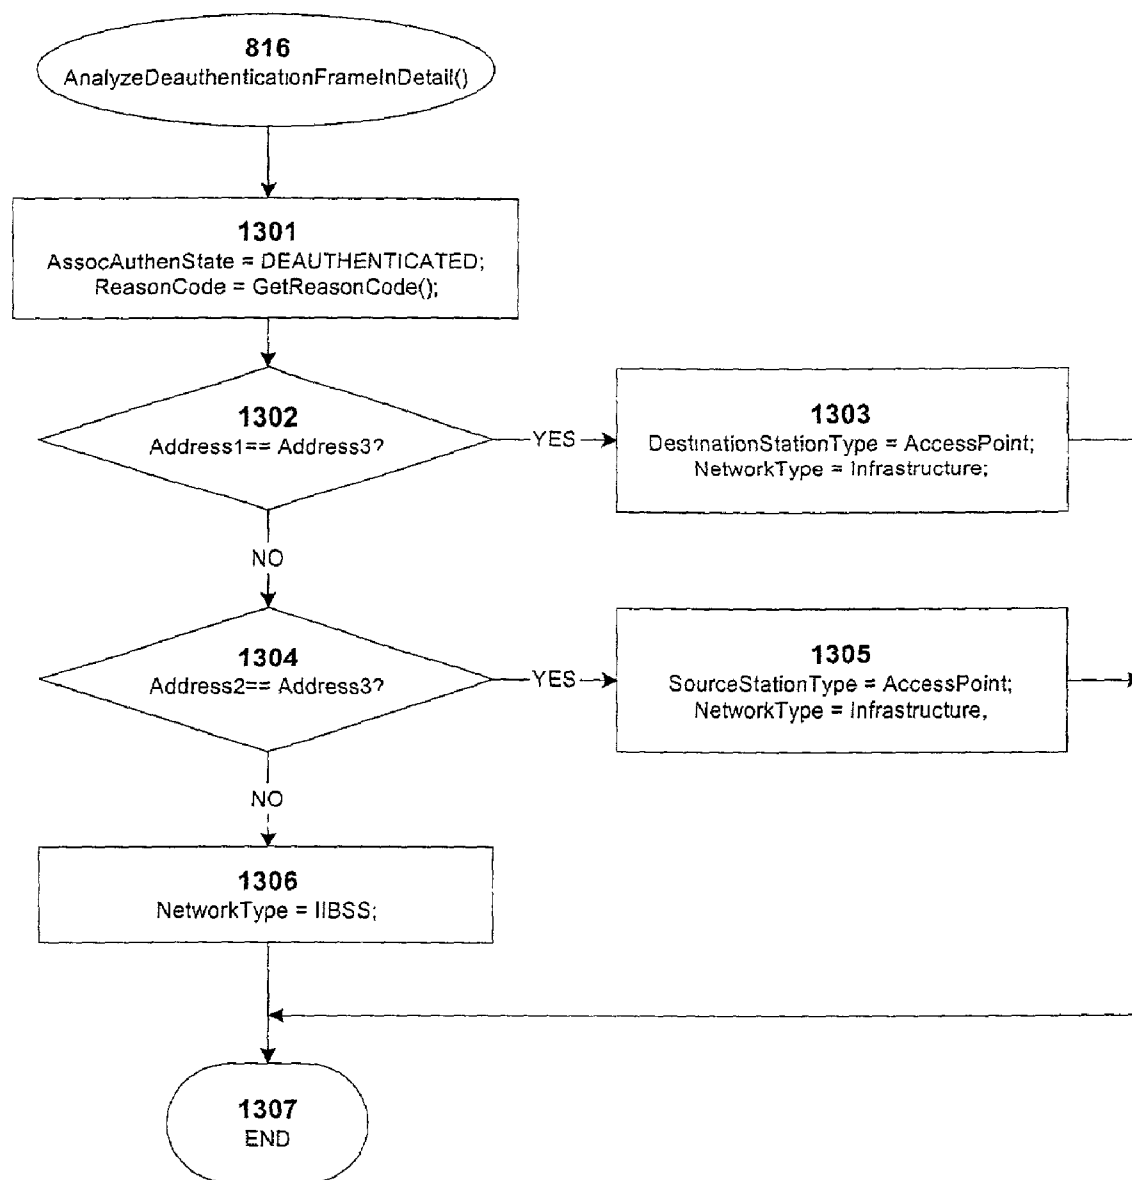 816
AnalyzeDeauthenticationFrameInDetail()
1301
AssocAuthenState = DEAUTHENTICATED;
ReasonCode = GetReasonCode();
1302
Address1== Address3?
YES
1303
DestinationStationType = AccessPoint;
NetworkType = Infrastructure;
NO
1304
Address2== Address3?
YES
1305
SourceStationType = AccessPoint;
NetworkType = Infrastructure,
NO
1306
NetworkType = IIBSS;
1307
END